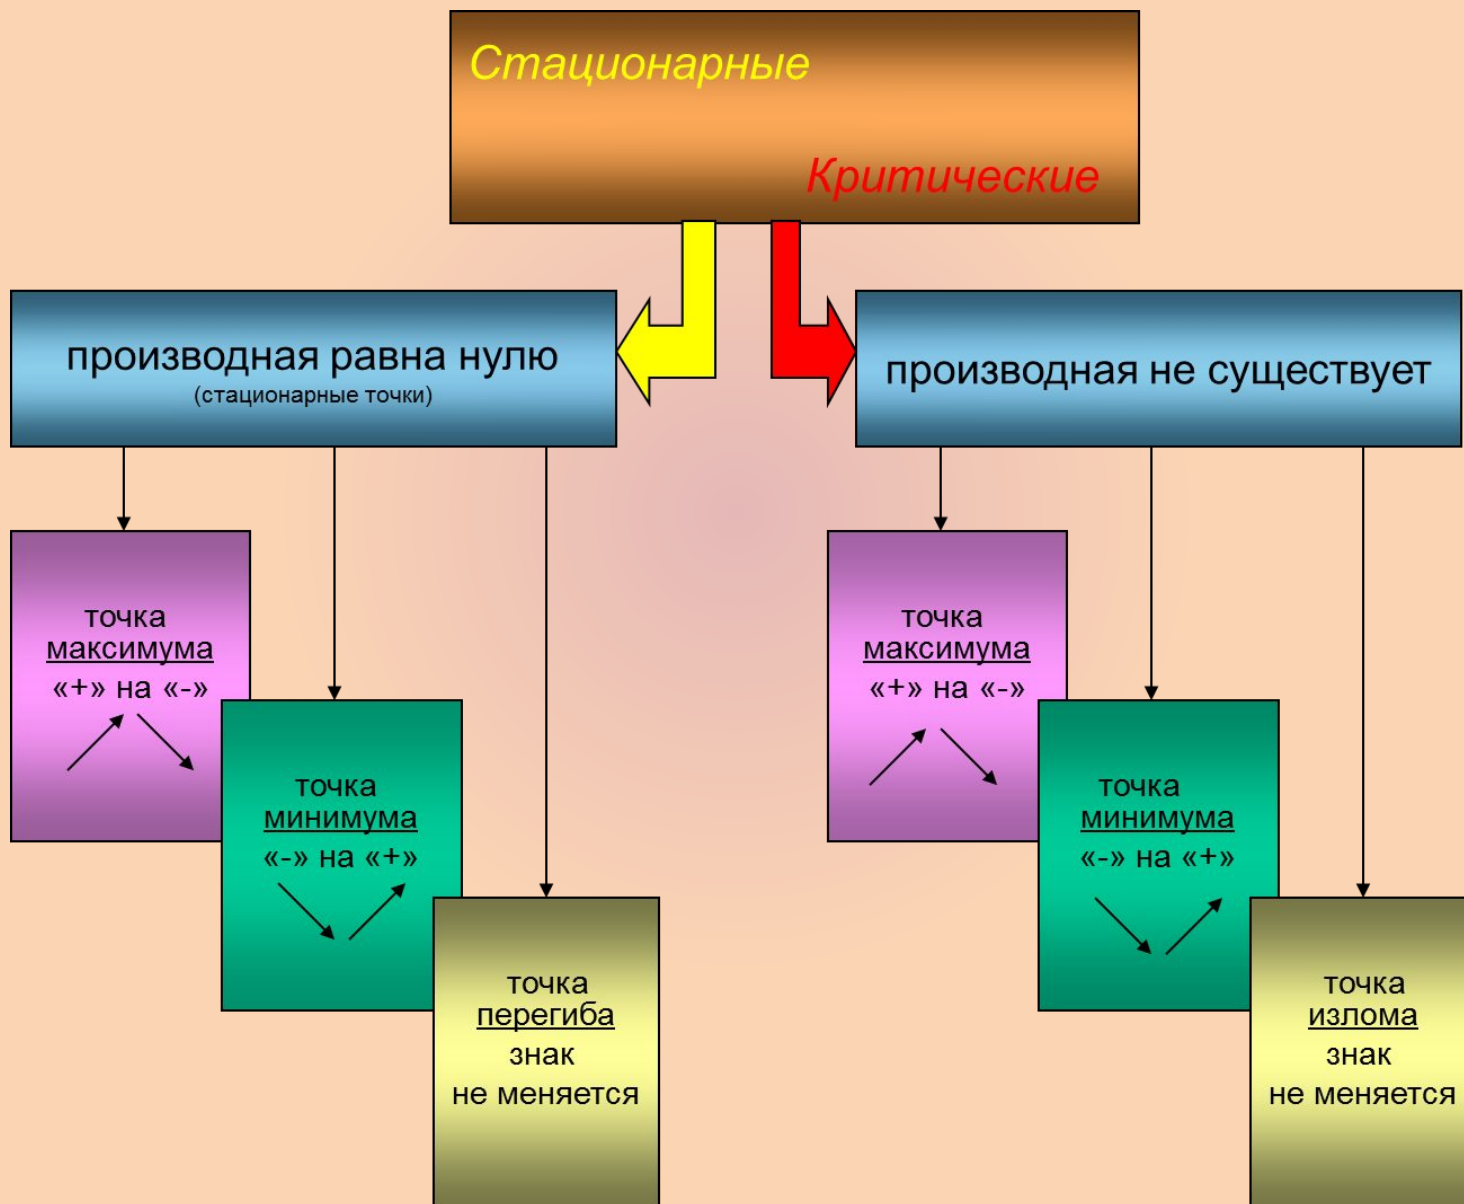 Стационарные
Критические
производная равна нулю
(стационарные точки)
производная не существует
точка
максимума
«+» на «-»
точка
минимума
«-» на «+»
точка
перегиба
знак
не меняется
точка
максимума
«+» на «-»
точка
минимума
«-» на «+»
точка
излома
знак
не меняется